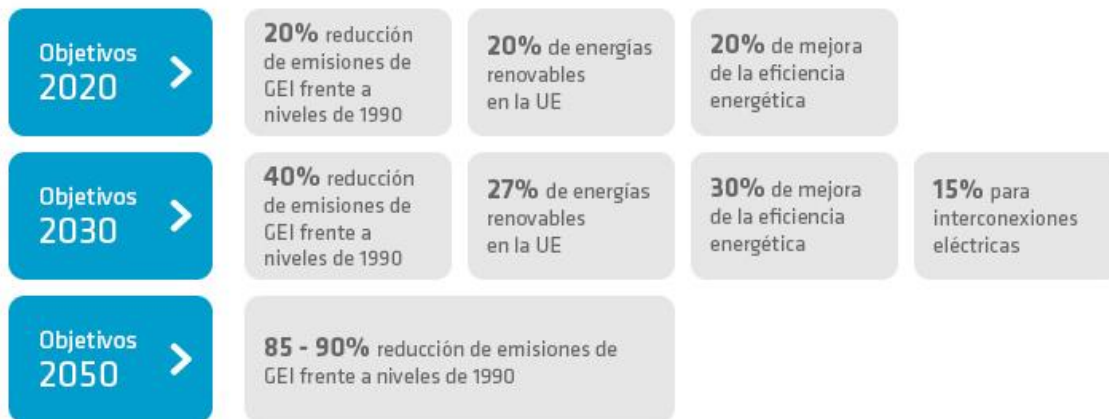 Objetivos
2020
20% reducción
de emisiones de
GEI frente a
niveles de 1990
20% de energías
renovables
en la UE
20% de mejora
de la eficiencia
energética
Objetivos
2030
40% reducción
de emisiones de
GEI frente a
niveles de 1990
27% de energías
renovables
en la UE
30% de mejora
de la eficiencia
energética
15% para
interconexiones
eléctricas
Objetivos
2050
85 - 90% reducción de emisiones de
GEI frente a niveles de 1990